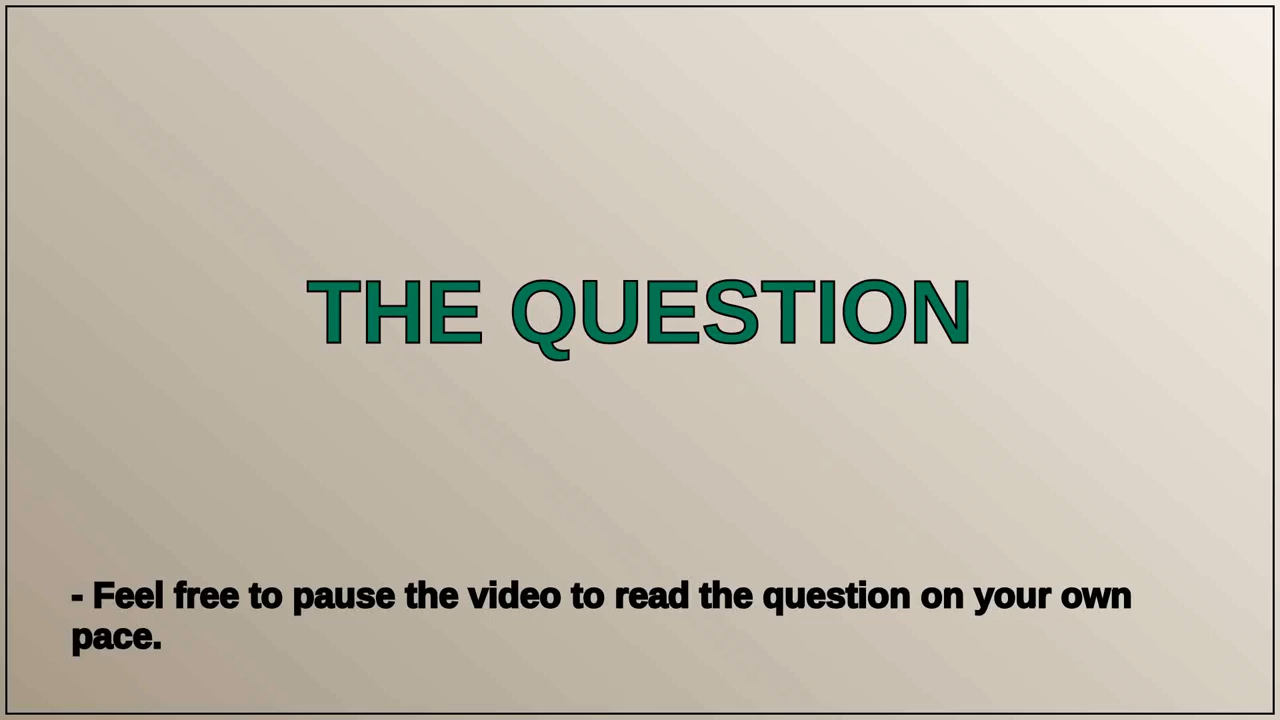 THE QUESTION
- Feel free to pause the video to read the question on your own
pace.